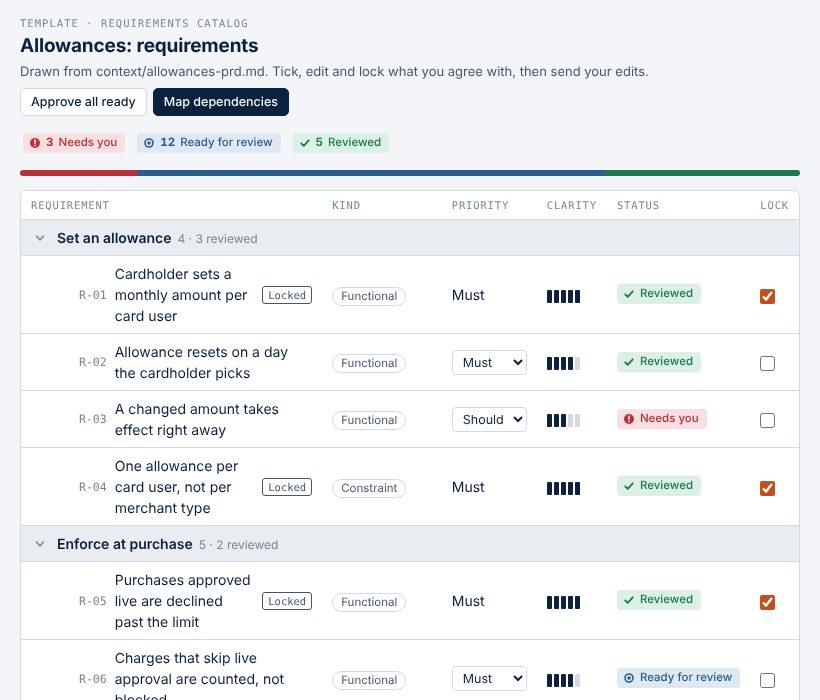 TEMPLATE · REQUIREMENTS CATALOG
Allowances: requirements
Drawn from context/allowances-prd.md. Tick, edit and lock what you agree with, then send your edits.
Approve all ready Map dependencies
3 Needs you 12 Ready for review 5 Reviewed
REQUIREMENT KIND PRIORITY CLARITY STATUS LOCK
Set an allowance 4 · 3 reviewed
Cardholder sets a
R-01 monthly amount per Locked Functional Must Reviewed
card user
Allowance resets on a day
R-02 Functional Must Reviewed
the cardholder picks
A changed amount takes
R-03 Functional Should Needs you
effect right away
One allowance per
R-04 card user, not per Locked Constraint Must Reviewed
merchant type
Enforce at purchase 5 · 2 reviewed
Purchases approved
R-05 live are declined Locked Functional Must Reviewed
past the limit
Charges that skip live
R-06 approval are counted, not Functional Must Ready for review
blocked